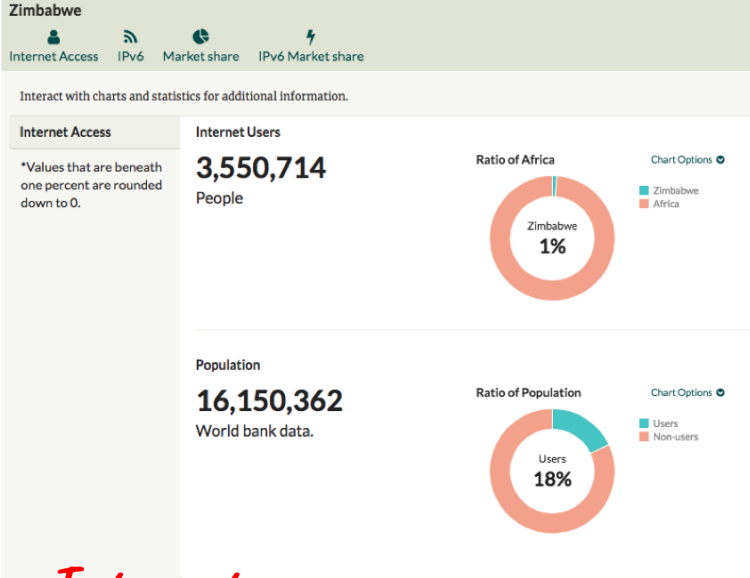 Zimbabwe
Internet Access IPv6 Market share IPv6 Market share
Interact with charts and statistics for additional information.
Internet Access
*Values that are beneath
one percent are rounded
down to 0.
Internet Users
3,550,714
People
Ratio of Africa
Chart Options
Zimbabwe
Africa
Zimbabwe
1%
Population
16,150,362
World bank data.
Ratio of Population
Chart Options
Users
Non-users
Users
18%